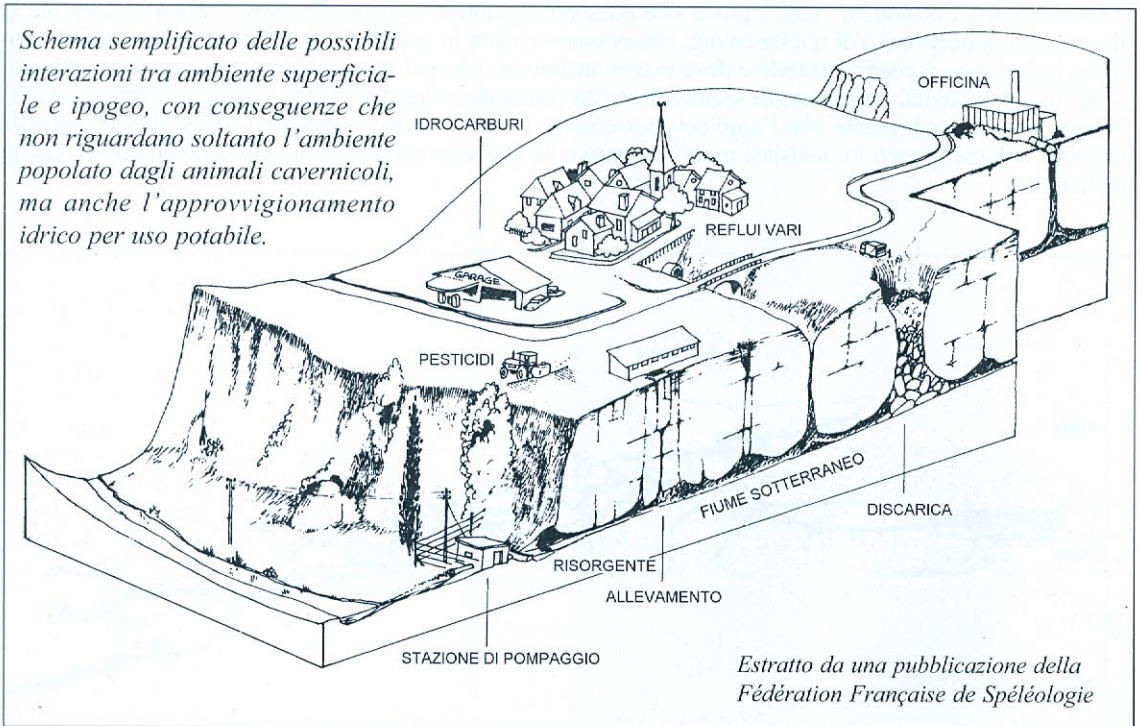 Schema semplificato delle possibili
interazioni tra ambiente superficia-
le e ipogeo, con conseguenze che
non riguardano soltanto l'ambiente
popolato dagli animali cavernicoli,
ma anche l'approvvigionamento
idrico per uso potabile.
OFFICINA
IDROCARBURI
REFLUI VARI
GARAGE
PESTICIDI
FIUME SOTTERRANEO
DISCARICA
RISORGENTE
ALLEVAMENTO
STAZIONE DI POMPAGGIO
Estratto da una pubblicazione della
Fédération Française de Spéléologie